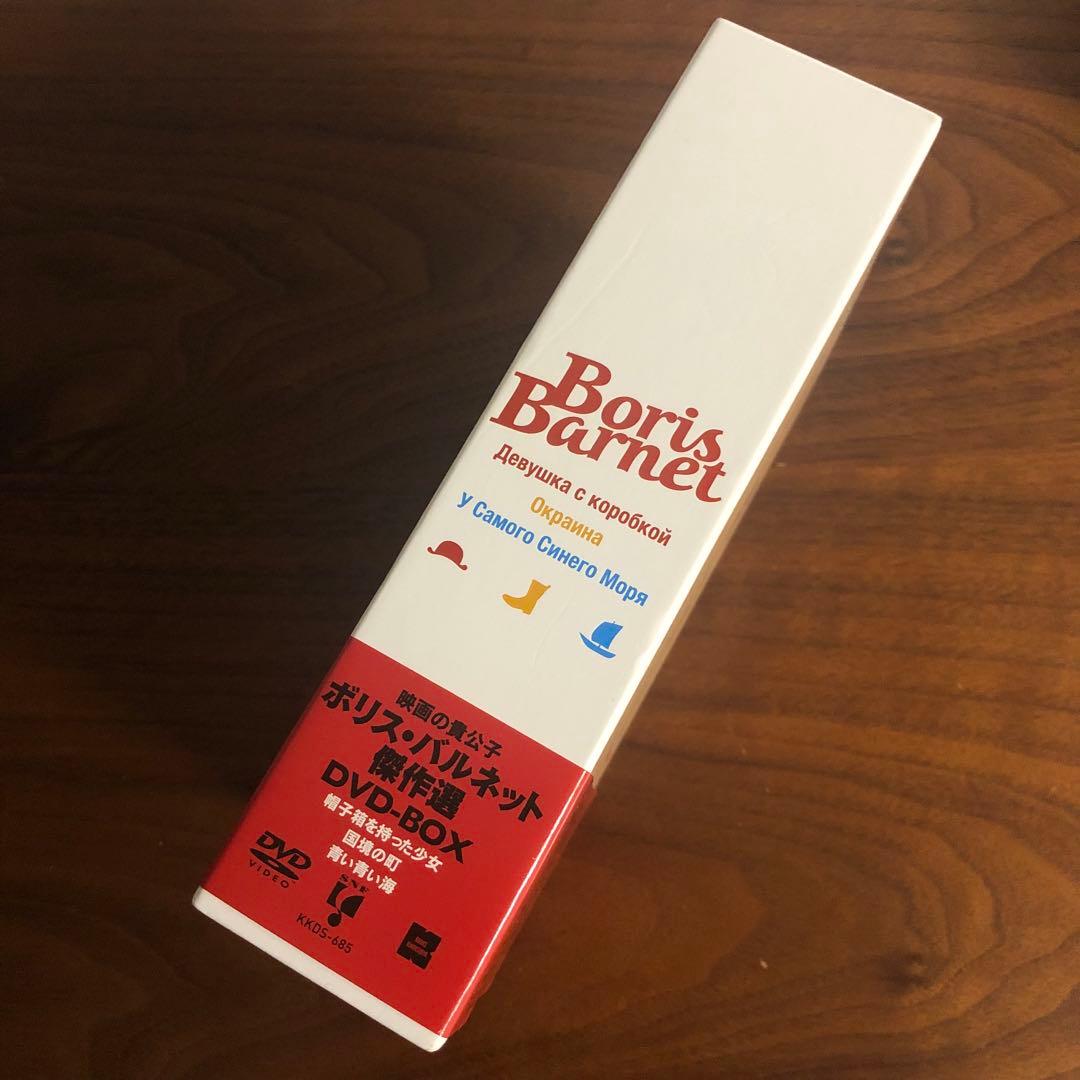 Boris
Barnet
Девушка с коробкой
Окраина
У Самого Синего Моря
映画の貴公子
ボリス・バルネット
傑作選
DVD-BOX
帽子箱を持った少女
国境の町
青い青い海
DVD
VIDEO
SNF
KKDS-685